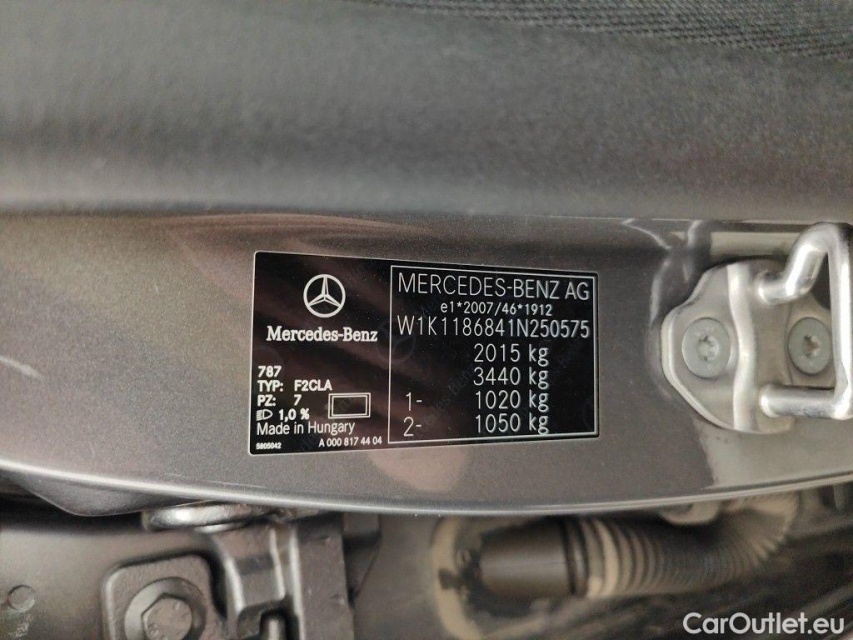 Mercedes-Benz
787
TYP: F2CLA
PZ: 7
1,0 %
Made in Hungary
5805042
A 000 817 44 04
MERCEDES-BENZ AG
e1*2007/46*1912
W1K1186841N250575
2015 kg
3440 kg
1- 1020 kg
2- 1050 kg
CarOutlet.eu